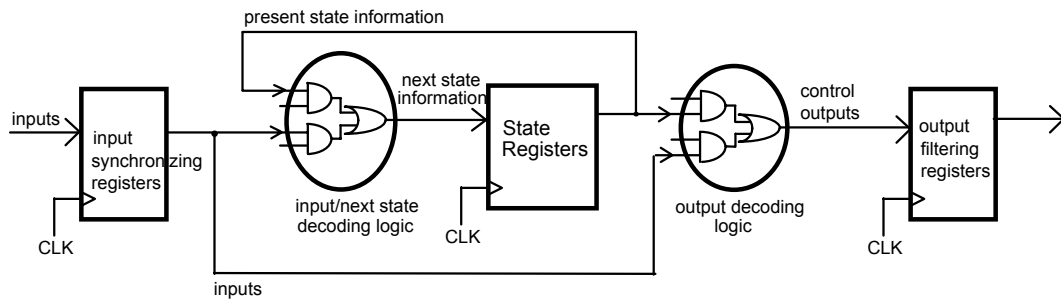 present state information
next state
information
control
outputs
inputs
input
synchronizing
registers
State
Registers
output
filtering
registers
input/next state
decoding logic
output decoding
logic
CLK
CLK
CLK
inputs